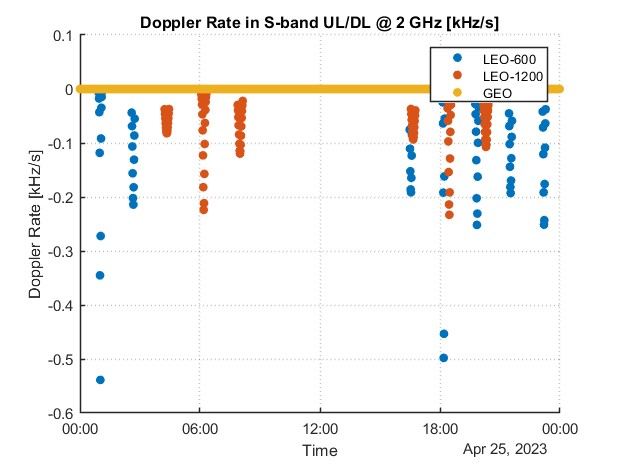 Doppler Rate in S-band UL/DL @ 2 GHz [kHz/s]
0.1
0
-0.1
-0.2
-0.3
-0.4
-0.5
-0.6
Doppler Rate [kHz/s]
LEO-600
LEO-1200
GEO
00:00
06:00
12:00
18:00
00:00
Time
Apr 25, 2023